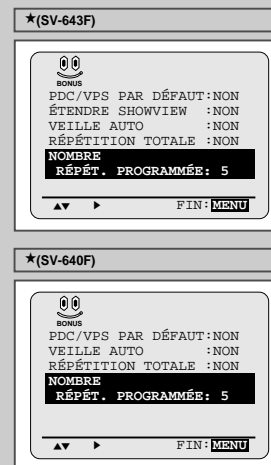 ★(SV-643F)
BONUS
PDC/VPS PAR DÉFAUT:NON
ÉTENDRE SHOWVIEW :NON
VEILLE AUTO :NON
RÉPÉTITION TOTALE :NON
NOMBRE
RÉPÉT. PROGRAMMÉE: 5
▲▼ ► FIN:MENU
★(SV-640F)
BONUS
PDC/VPS PAR DÉFAUT:NON
VEILLE AUTO :NON
RÉPÉTITION TOTALE :NON
NOMBRE
RÉPÉT. PROGRAMMÉE: 5
▲▼ ► FIN:MENU